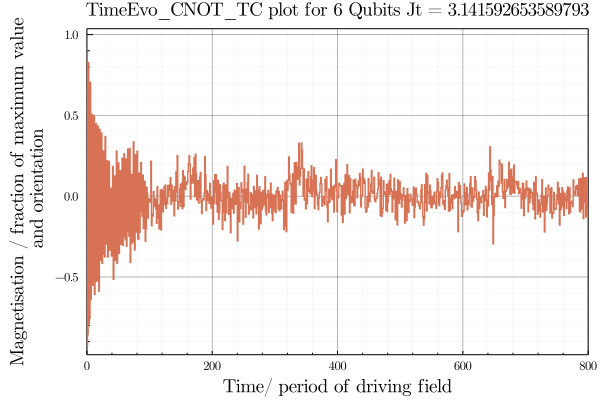 TimeEvo_CNOT_TC plot for 6 Qubits Jt = 3.141592653589793
Magnetisation / fraction of maximum value
and orientation
1.0
0.5
0.0
−0.5
0
200
400
600
800
Time/ period of driving field